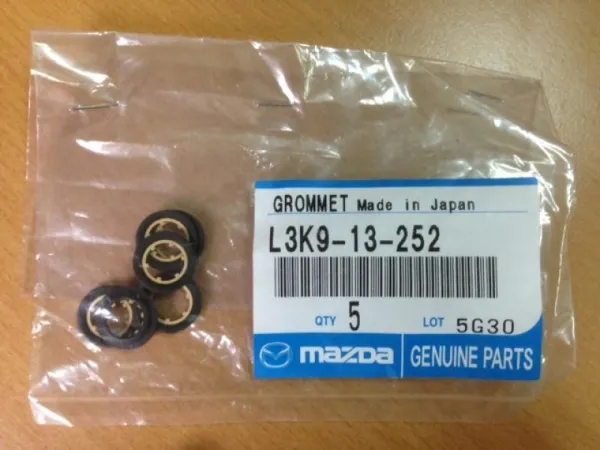 GROMMET Made in Japan
L3K9-13-252
QTY 5 LOT 5G30
mazda GENUINE PARTS